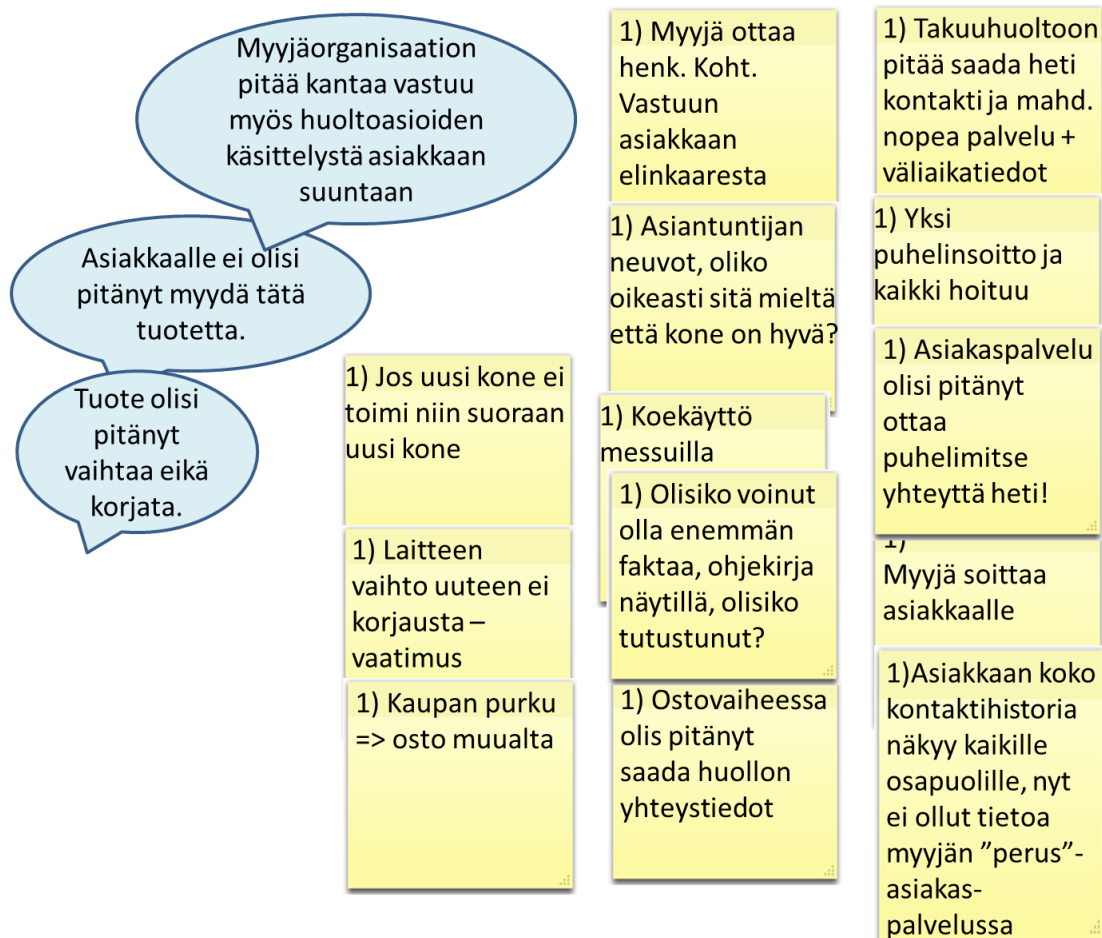 Myyjäorganisaation
pitää kantaa vastuu
myös huoltoasioiden
käsittelystä asiakkaan
suuntaan
Asiakkaalle ei olisi
pitänyt myydä tätä
tuotetta.
Tuote olisi
pitänyt
vaihtaa eikä
korjata.
1) Jos uusi kone ei
toimi niin suoraan
uusi kone
1) Laitteen
vaihto uuteen ei
korjausta –
vaatimus
1) Kaupan purku
=> osto muualta
1) Myyjä ottaa
henk. Koht.
Vastuun
asiakkaan
elinkaaresta
1) Asiantuntijan
neuvot, oliko
oikeasti sitä mieltä
että kone on hyvä?
1) Koekäyttö
messuilla
1) Olisiko voinut
olla enemmän
faktaa, ohjekirja
näytillä, olisiko
tutustunut?
1) Ostovaiheessa
olis pitänyt
saada huollon
yhteystiedot
1) Takuuhuoltoon
pitää saada heti
kontakti ja mahd.
nopea palvelu +
väliaikatiedot
1) Yksi
puhelinsoitto ja
kaikki hoituu
1) Asiakaspalvelu
olisi pitänyt
ottaa
puhelimitse
yhteyttä heti!
1)
Myyjä soittaa
asiakkaalle
1)Asiakkaan koko
kontaktihistoria
näkyy kaikille
osapuolille, nyt
ei ollut tietoa
myyjän ”perus”-
asiakas-
palvelussa